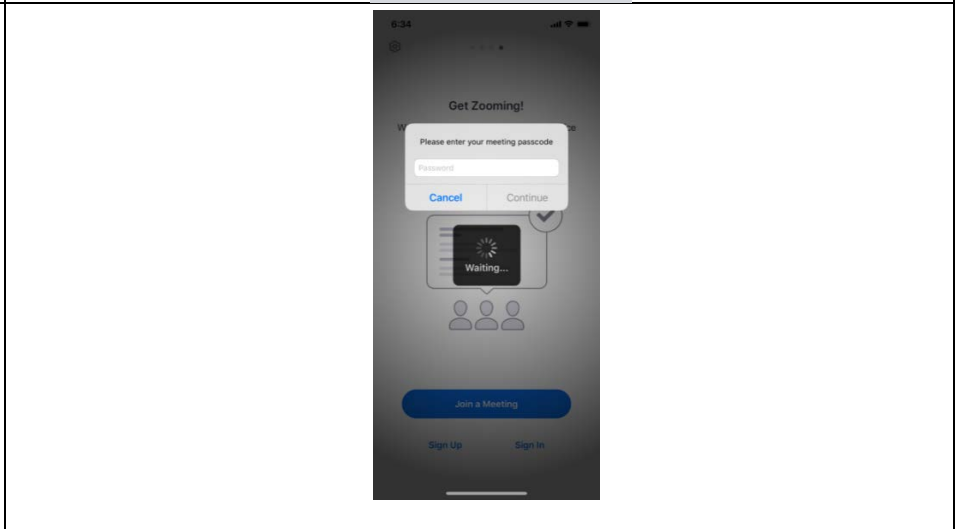 6:34
Get Zooming!
Please enter your meeting passcode
Password
Cancel Continue
Waiting...
Join a Meeting
Sign Up Sign In